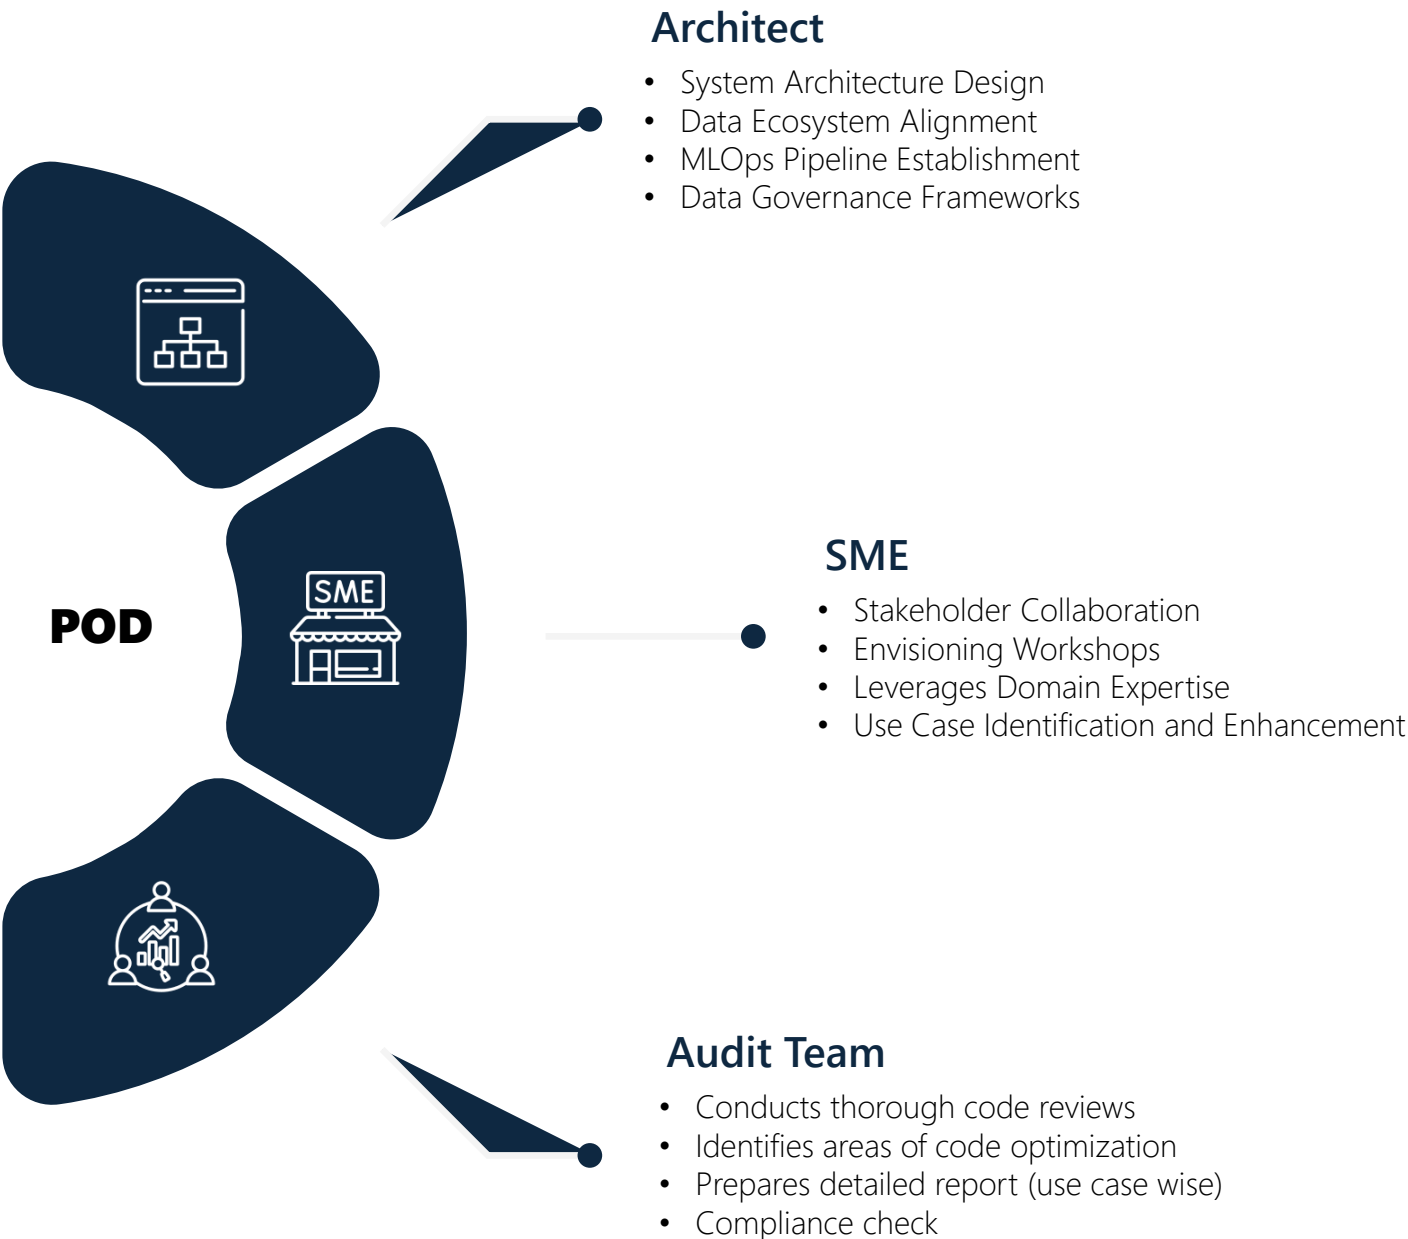 Architect
• System Architecture Design
• Data Ecosystem Alignment
• MLOps Pipeline Establishment
• Data Governance Frameworks
SME
POD
SME
• Stakeholder Collaboration
• Envisioning Workshops
• Leverages Domain Expertise
• Use Case Identification and Enhancement
Audit Team
• Conducts thorough code reviews
• Identifies areas of code optimization
• Prepares detailed report (use case wise)
• Compliance check